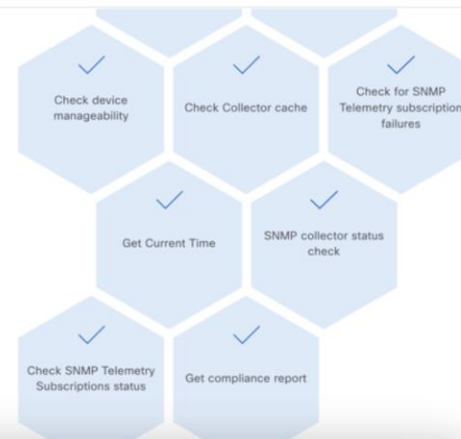 Check device
manageability
Check Collector cache
Check for SNMP
Telemetry subscription
failures
Get Current Time
SNMP collector status
check
Check SNMP Telemetry
Subscriptions status
Get compliance report